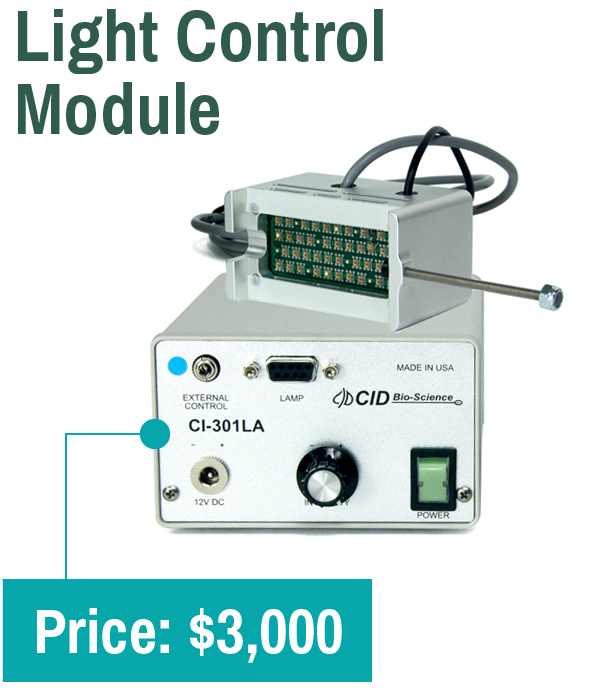 Light Control
Module
MADE IN USA
EXTERNAL
CONTROL
LAMP
CID Bio-Science
CI-301LA
- +
12V DC
POWER
Price: $3,000